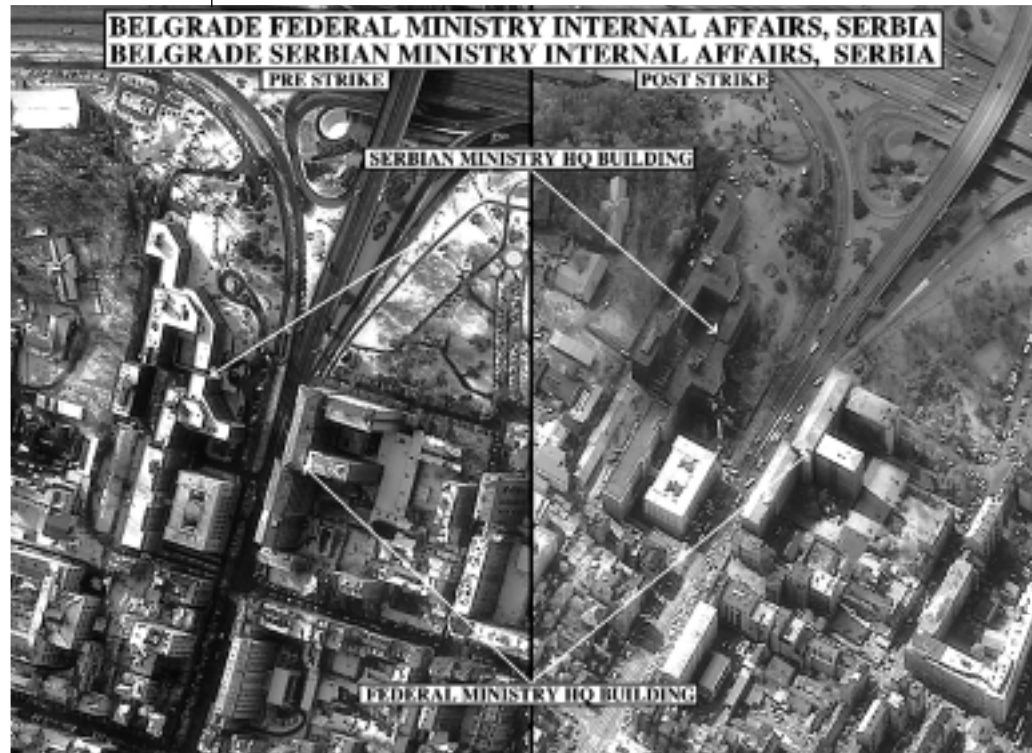 BELGRADE FEDERAL MINISTRY INTERNAL AFFAIRS, SERBIA
BELGRADE SERBIAN MINISTRY INTERNAL AFFAIRS, SERBIA
PRE STRIKE
POST STRIKE
SERBIAN MINISTRY HQ BUILDING
FEDERAL MINISTRY HQ BUILDING